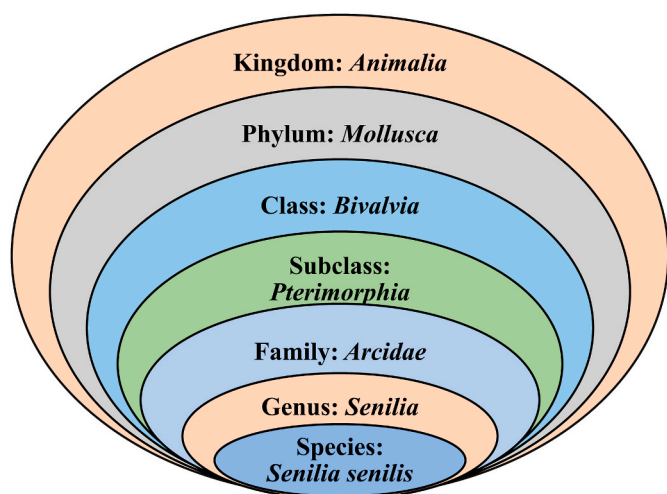 Kingdom: Animalia
Phylum: Mollusca
Class: Bivalvia
Subclass:
Pterimorphia
Family: Arcidae
Genus: Senilia
Species:
Senilia senilis